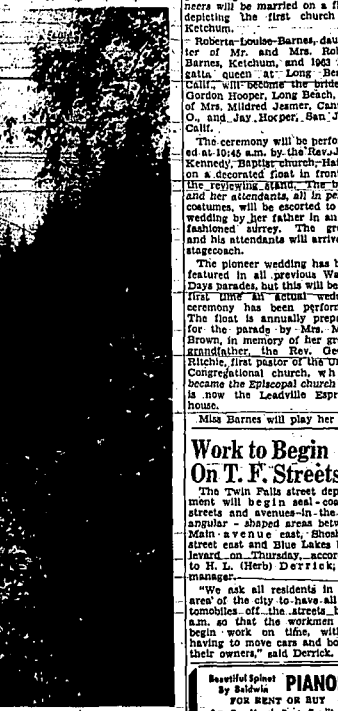 neers will be married on a fl
depicting the first church
Ketchum.
Roberta Louise Barnes, dau
ter of Mr. and Mrs. Rob
Barnes, Ketchum, and 1963
gatta queen at Long Be
Calif., will become the bride
Gordon Hooper, Long Beach,
of Mrs. Mildred Jesmer, Can
O., and Jay Hooper, San J
Calif.
The ceremony will be perfo
ed at 10:45 a.m. by the Rev. J
Kennedy, Baptist church, Hai
on a decorated float in fron
the reviewing stand. The b
and her attendants, all in pe
costumes, will be escorted to
wedding by her father in an
fashioned surrey. The gr
and his attendants will arrive
stagecoach.
The pioneer wedding has b
featured in all previous Wa
Days parades, but this will be
first time an actual wed
ceremony has been perform
The float is annually prepa
for the parade by Mrs. M
Brown, in memory of her gr
grandfather, the Rev. Geo
Ritchie, first pastor of the Un
Congregational church, wh
became the Episcopal church
is now the Leadville Espr
house.
Miss Barnes will play her
Work to Begin
On T. F. Streets
The Twin Falls street dep
ment will begin seal-coa
streets and avenues in the
angular - shaped areas betw
Main avenue east, Shosh
street east and Blue Lakes
levard on Thursday, accor
to H. L. (Herb) Derrick,
manager.
"We ask all residents in
area of the city to have all
tomobiles off the streets b
a.m. so that the workmen
begin work on time, wit
having to move cars and bo
their owners," said Derrick.
Beautiful Spinet
By Baldwin PIANO
FOR RENT OR BUY